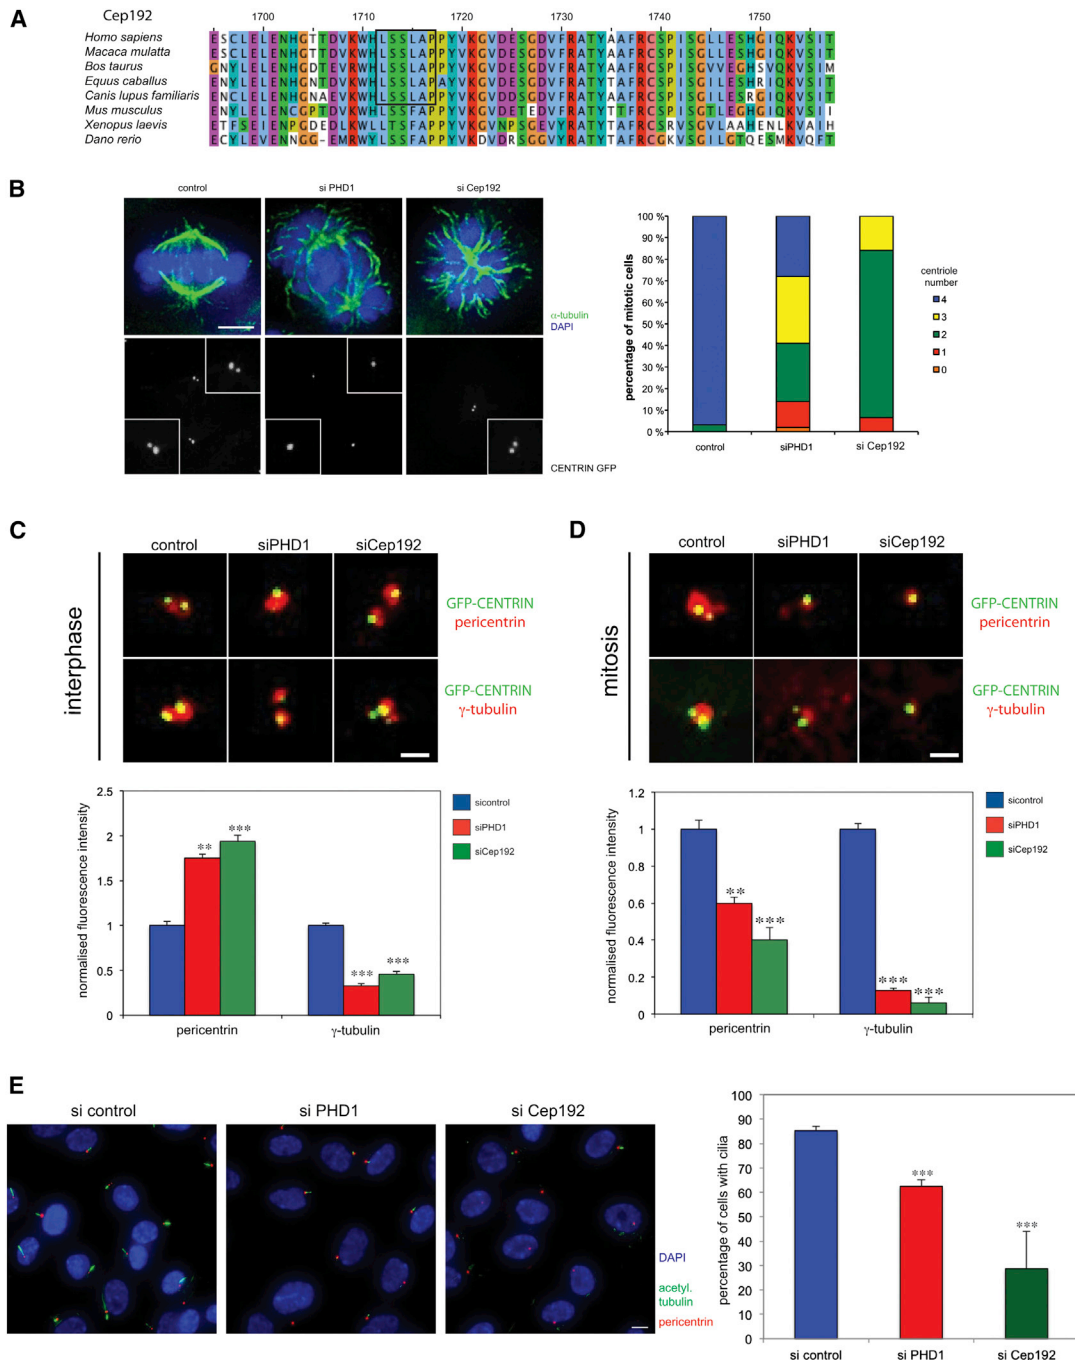 A
Cep192
1700 1710 1720 1730 1740 1750
Homo sapiens ESCLELENHGTTDVKWHLSSLAPPYVKGVDESGDVFRATYAAFRCSPISGLLESHGIQKVSIT
Macaca mulatta ESCLELENHGTTDVKWHLSSLAPPYVKGVDESGDVFRATYAAFRCSPISGLLESHGIQKVSIT
Bos taurus GNYLELENHGDTEVKWHLSSLAPPYVKGVDESGDVFRATYAAFRCSPISGVVEGHSVQKVSIM
Equus caballus ENYLELENHGNTDVKWHLSSLAPAYVKGVDESGDVFRATYTAFRCSPISGLLESHRIQKVSIT
Canis lupus familiaris ENCLELENHGNAEVKWHLSSLAPPYVKGVDDSGDVFRATYTAFRCSPISGLLESRGIQKVSIT
Mus musculus ENYLELENCGPTDVKWHLSSFAPPYVKGVDETEDVFRATYTTFRCSPISGTLEGHGIQKVSII
Xenopus laevis ETFSEIENPGDEDLKWLLTSFAPPYVKGVNPSGEVYRATYTAFRCSRVSGVLAAHENLKVAIH
Dano rerio ECYLEVENNGG-EMRWYLSSFAPPYVKDVDRSGGVYRATYTAFRCGKVSGILGTQESMKVQFT
B
control si PHD1 si Cep192
α-tubulin
DAPI
CENTRIN GFP
percentage of mitotic cells
100 %
90 %
80 %
70 %
60 %
50 %
40 %
30 %
20 %
10 %
0 %
control siPHD1 si Cep192
centriole
number
4
3
2
1
0
C
control siPHD1 siCep192
interphase
GFP-CENTRIN
pericentrin
GFP-CENTRIN
γ-tubulin
normalised fluorescence intensity
2.5
2
1.5
1
0.5
0
** ***
*** ***
pericentrin γ-tubulin
sicontrol
siPHD1
siCep192
D
control siPHD1 siCep192
mitosis
GFP-CENTRIN
pericentrin
GFP-CENTRIN
γ-tubulin
normalised fluorescence intensity
1.2
1
0.8
0.6
0.4
0.2
0
** ***
*** ***
pericentrin γ-tubulin
sicontrol
siPHD1
siCep192
E
si control si PHD1 si Cep192
DAPI
acetyl.
tubulin
pericentrin
percentage of cells with cilia
100
90
80
70
60
50
40
30
20
10
0
***
***
si control si PHD1 si Cep192